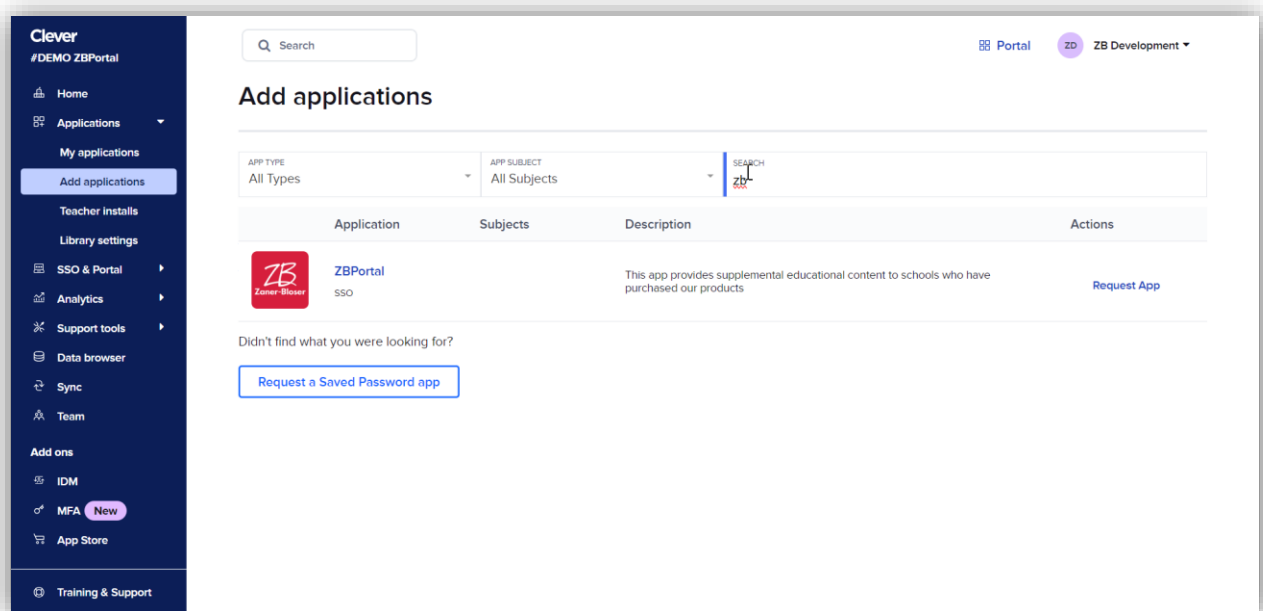 Clever
//DEMO ZBPortal
Home
Applications
My applications
Add applications
Teacher installs
Library settings
SSO & Portal
Analytics
Support tools
Data browser
Sync
Team
Add ons
IDM
MFA New
App Store
Training & Support
Search
Portal
ZD ZB Development
Add applications
APP TYPE
All Types
APP SUBJECT
All Subjects
SEARCH
zb
Application Subjects Description Actions
ZB
Zaner-Bloser
ZBPortal
SSO
This app provides supplemental educational content to schools who have
purchased our products
Request App
Didn't find what you were looking for?
Request a Saved Password app